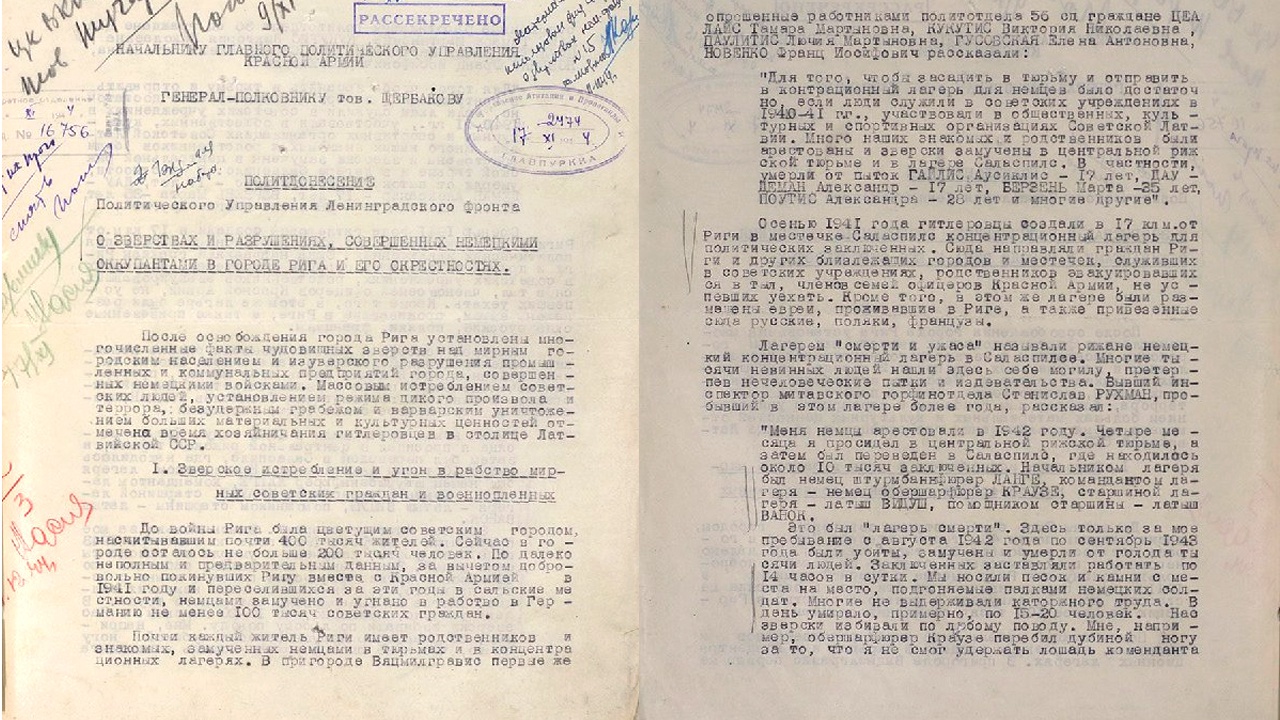 РАССЕКРЕЧЕНО
НАЧАЛЬНИКУ ГЛАВНОГО ПОЛИТИЧЕСКОГО УПРАВЛЕНИЯ
КРАСНОЙ АРМИИ
ГЕНЕРАЛ-ПОЛКОВНИКУ тов. ЩЕРБАКОВУ
№ 16756
17 2474
XI 4
ГЛАВПУРККА
ПОЛИТДОНЕСЕНИЕ
Политического Управления Ленинградского фронта
О ЗВЕРСТВАХ И РАЗРУШЕНИЯХ, СОВЕРШЕННЫХ НЕМЕЦКИМИ
ОККУПАНТАМИ В ГОРОДЕ РИГА И ЕГО ОКРЕСТНОСТЯХ.
После освобождения города Рига установлены мно-
гочисленные факты чудовищных зверств над мирным го-
родским населением и изуверского разрушения промыш-
ленных и коммунальных предприятий города, совершен-
ных немецкими войсками. Массовым истреблением совет-
ских людей, установлением режима дикого произвола и
террора, безудержным грабежом и варварским уничтоже-
нием больших материальных и культурных ценностей от-
мечено время хозяйничания гитлеровцев в столице Лат-
вийской ССР.
I. Зверское истребление и угон в рабство мир-
ных советский граждан и военнопленных
До войны Рига была цветущим советским городом,
насчитывавшим почти 400 тысяч жителей. Сейчас в го-
роде осталось не больше 200 тысяч человек. По далеко
неполным и предварительным данным, за вычетом добро-
вольно покинувших Ригу вместе с Красной Армией в
1941 году и переселившихся за эти годы в сельские ме
стности, немцами замучено и угнано в рабство в Гер -
манию не менее 100 тысяч советских граждан.
Почти каждый житель Риги имеет родственников и
знакомых, замученных немцами в тюрьмах и в концентра
ционных лагерях. В пригороде Вяцмилгравис первые же
опрошенные работниками политотдела 56 сд граждане ЦЕА
ЛАЙС Тамара Мартыновна, КУКУТИС Виктория Николаевна ,
ПАУЛИТИС Лючия Мартыновна, ГУСОВСКАЯ Елена Антоновна,
НОВЕНКО Франц Иосифович рассказали:
"Для того, чтобы засадить в тюрьму и отправить
в контрационный лагерь для немцев было достаточ
но, если люди служили в советских учреждениях в
1940-41 гг., участвовали в общественных, куль -
турных и спортивных организациях Советской Лат-
вии. Много наших знакомых и родственников были
арестованы и зверски замучены в центральной риж
ской тюрьме и в лагере Саласпилс. В частности,
умерли от пыток ГАЙЛИС Аусиклис - 17 лет, ДАУ -
ДЕМАН Александр - 17 лет, БЕРЗЕНЬ Марта -35 лет,
ПОУТИС Александра - 28 лет и многие другие".
Осенью 1941 года гитлеровцы создали в 17 клм.от
Риги в местечке Саласпилс концентрационный лагерь для
политических заключенных. Сюда направляли граждан Ри-
ги и других близлежащих городов и местечек, служивших
в советских учреждениях, родственников эвакуировавших
ся в тыл, членов семей офицеров Красной Армии, не ус-
певших уехать. Кроме того, в этом же лагере были раз-
мещены евреи, проживавшие в Риге, а также привезенные
сюда русские, поляки, французы.
Лагерем "смерти и ужаса" называли рижане немец-
кий концентрационный лагерь в Саласпилсе. Многие ты -
сячи невинных людей нашли здесь себе могилу, претер -
пев нечеловеческие пытки и издевательства. Бывший ин-
спектор митавского горфинотдела Станислав РУХМАН, про-
бывший в этом лагере более года, рассказал:
"Меня немцы арестовали в 1942 году. Четыре ме -
сяца я просидел в центральной рижской тюрьме, а
затем был переведен в Саласпилс, где находилось
около 10 тысяч заключенных. Начальником лагеря
был немец штурмбаннфюрер ЛАНГЕ, комендантом ла-
геря - немец обершарфюрер КРАУЗЕ, старшиной ла-
геря - латыш ВИДУШ, помощником старшины - латыш
ВАНОК.
Это был "лагерь смерти". Здесь только за мое
пребывание с августа 1942 года по сентябрь 1943
года были убиты, замучены и умерли от голода ты
сячи людей. Заключенных заставляли работать по
14 часов в сутки. Мы носили песок и камни с ме-
ста на место, подгоняемые палками немецких сол-
дат. Многие не выдерживали каторжного труда. В
день умирало, примерно, по 15-20 человек. Нас
зверски избивали по любому поводу. Мне, напри -
мер, обершарфюрер Краузе перебил дубиной ногу
за то, что я не смог удержать лошадь коменданта